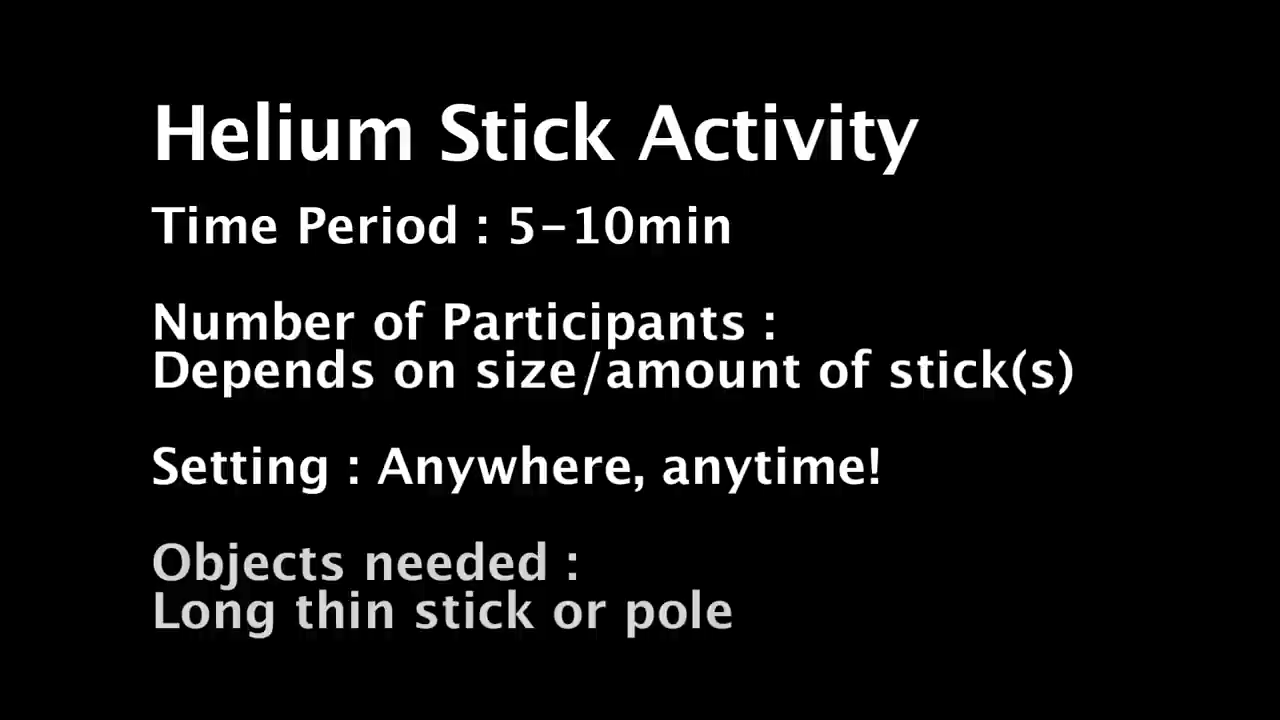 Helium Stick Activity
Time Period : 5-10min
Number of Participants :
Depends on size/amount of stick(s)
Setting : Anywhere, anytime!
Objects needed :
Long thin stick or pole